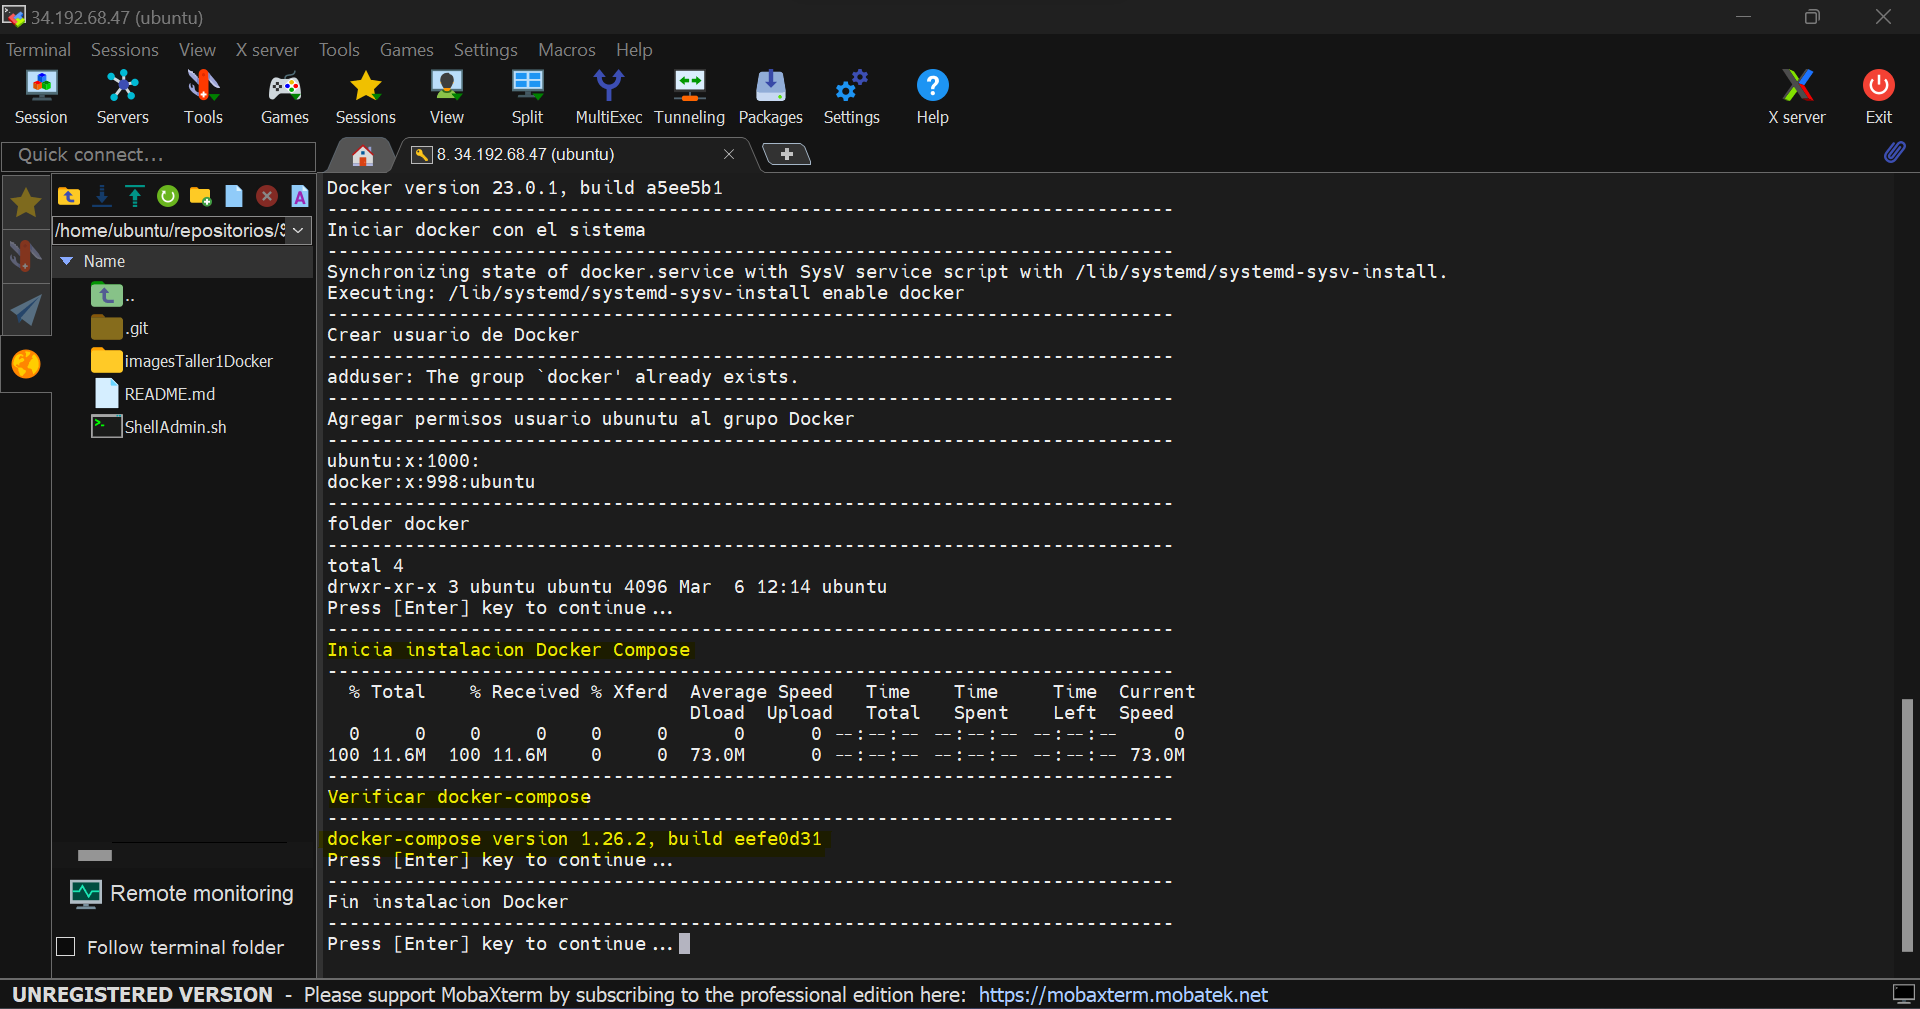 34.192.68.47 (ubuntu)
Terminal Sessions View X server Tools Games Settings Macros Help
Session Servers Tools Games Sessions View Split MultiExec Tunneling Packages Settings Help X server Exit
Quick connect...
8. 34.192.68.47 (ubuntu)
/home/ubuntu/repositorios/
Name
..
.git
imagesTaller1Docker
README.md
ShellAdmin.sh
Remote monitoring
Follow terminal folder
Docker version 23.0.1, build a5ee5b1
-----------------------------------------------------------------------------
Iniciar docker con el sistema
-----------------------------------------------------------------------------
Synchronizing state of docker.service with SysV service script with /lib/systemd/systemd-sysv-install.
Executing: /lib/systemd/systemd-sysv-install enable docker
-----------------------------------------------------------------------------
Crear usuario de Docker
-----------------------------------------------------------------------------
adduser: The group `docker' already exists.
-----------------------------------------------------------------------------
Agregar permisos usuario ubunutu al grupo Docker
-----------------------------------------------------------------------------
ubuntu:x:1000:
docker:x:998:ubuntu
-----------------------------------------------------------------------------
folder docker
-----------------------------------------------------------------------------
total 4
drwxr-xr-x 3 ubuntu ubuntu 4096 Mar  6 12:14 ubuntu
Press [Enter] key to continue...
-----------------------------------------------------------------------------
Inicia instalacion Docker Compose
-----------------------------------------------------------------------------
  % Total    % Received % Xferd  Average Speed   Time    Time     Time  Current
                                 Dload  Upload   Total   Spent    Left  Speed
  0     0    0     0    0     0      0      0 --:--:-- --:--:-- --:--:--     0
100 11.6M  100 11.6M    0     0  73.0M      0 --:--:-- --:--:-- --:--:-- 73.0M
-----------------------------------------------------------------------------
Verificar docker-compose
-----------------------------------------------------------------------------
docker-compose version 1.26.2, build eefe0d31
Press [Enter] key to continue...
-----------------------------------------------------------------------------
Fin instalacion Docker
-----------------------------------------------------------------------------
Press [Enter] key to continue...
UNREGISTERED VERSION - Please support MobaXterm by subscribing to the professional edition here: https://mobaxterm.mobatek.net